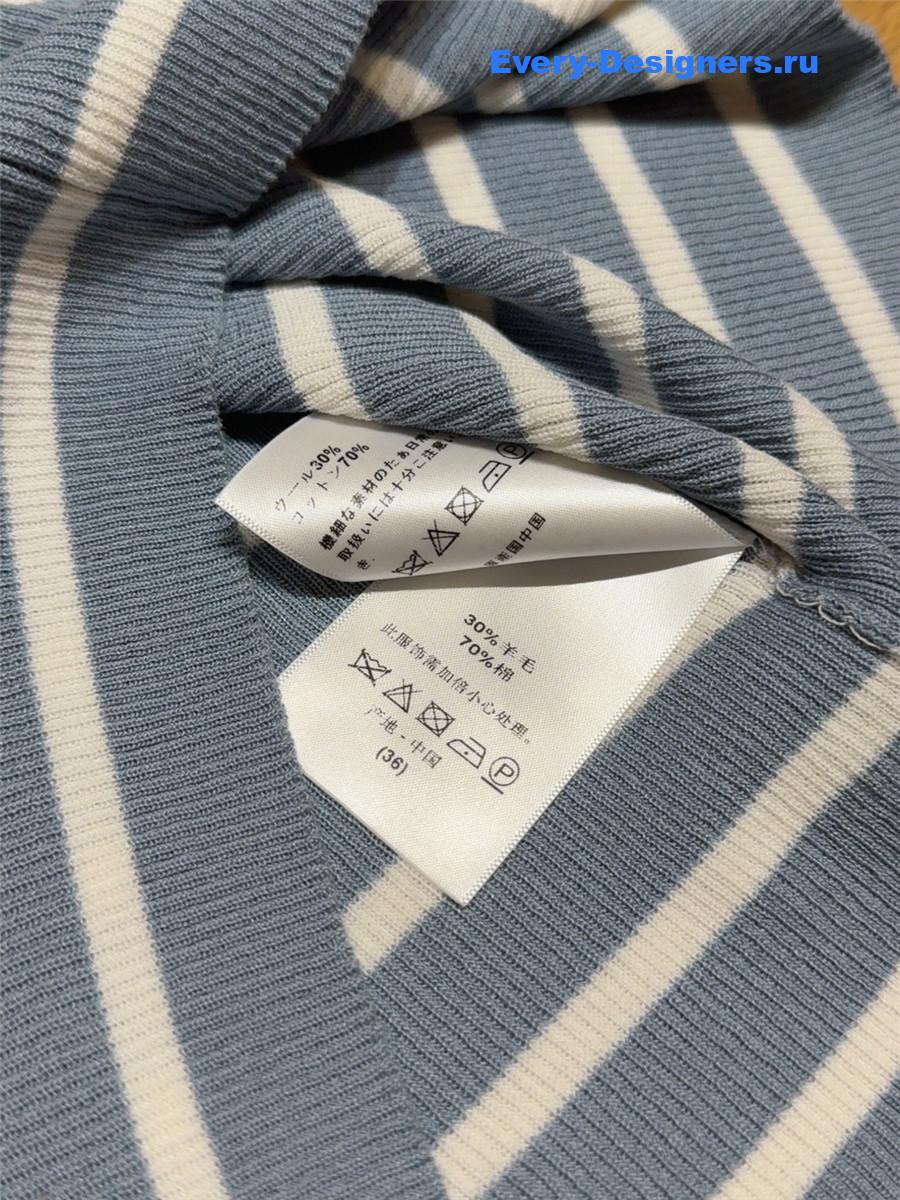 Every-Designers.ru
ウール30%
コットン70%
機細な素材のたあ日常
取扱いには十分ご注意
き
産国中国
30%羊毛
70%棉
此服饰需加倍小心处理。
P
产地-中国
(36)